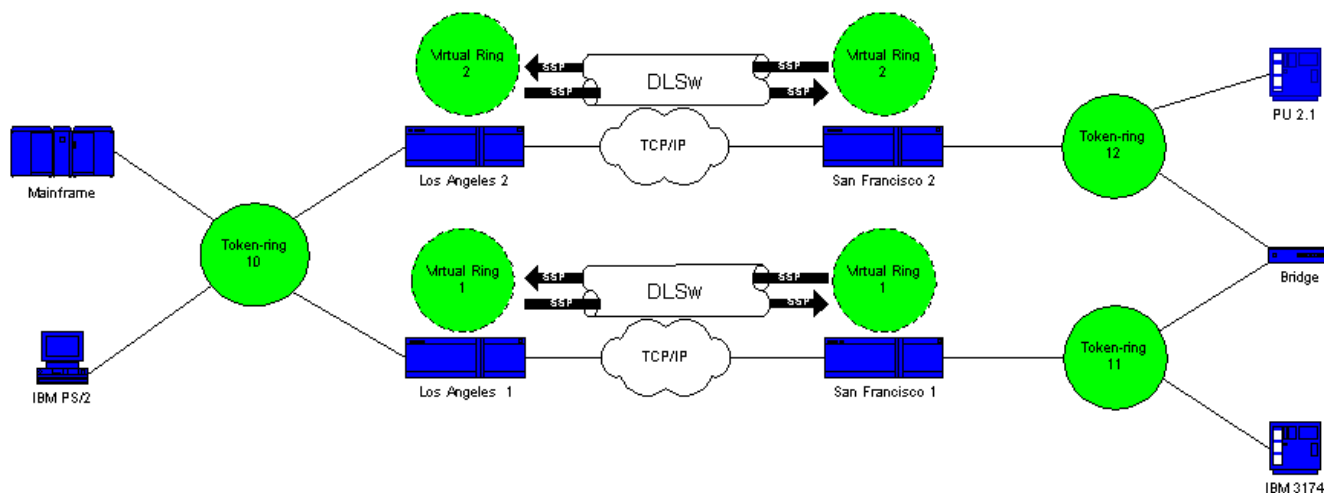 Virtual Ring
2
SSP
SSP
DLSw
SSP
SSP
Virtual Ring
2
PU 2.1
Mainframe
Los Angeles 2
TCP/IP
San Francisco 2
Token-ring
12
Token-ring
10
Virtual Ring
1
SSP
SSP
DLSw
SSP
SSP
Virtual Ring
1
Bridge
IBM PS/2
Los Angeles 1
TCP/IP
San Francisco 1
Token-ring
11
IBM 3174